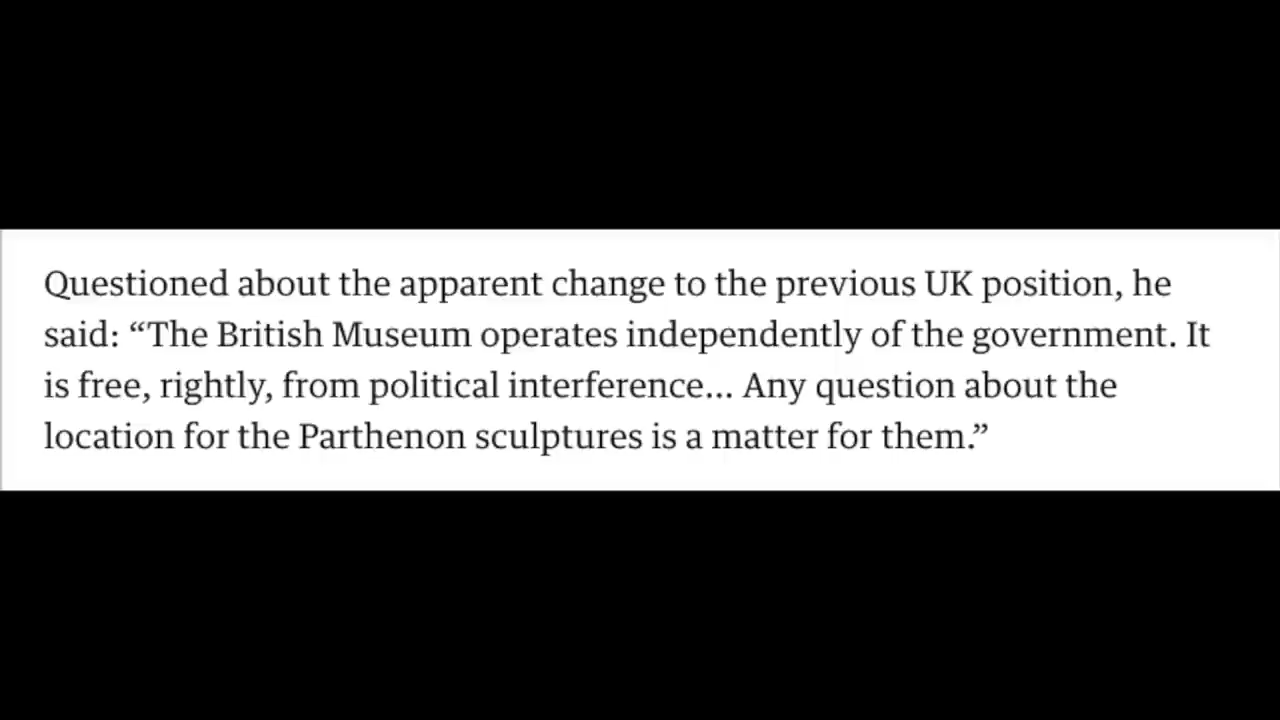 Questioned about the apparent change to the previous UK position, he
said: “The British Museum operates independently of the government. It
is free, rightly, from political interference... Any question about the
location for the Parthenon sculptures is a matter for them.”